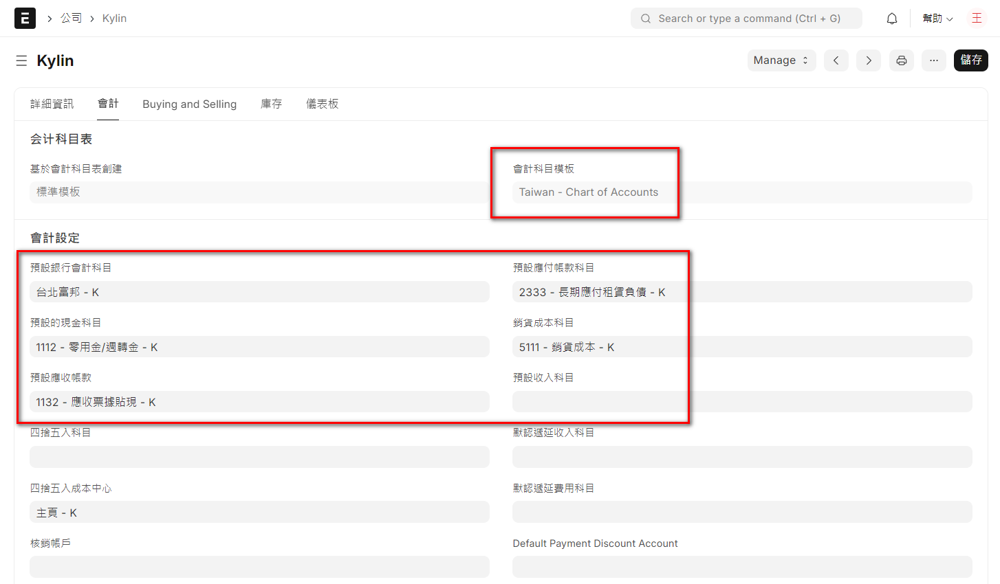 E
公司
Kylin
Search or type a command (Ctrl + G)
幫助
王
Kylin
Manage
儲存
詳細資訊
會計
Buying and Selling
庫存
儀表板
会计科目表
基於會計科目表創建
標準模板
會計科目模板
Taiwan - Chart of Accounts
會計設定
預設銀行會計科目
台北富邦 - K
預設應付帳款科目
2333 - 長期應付租賃負債 - K
預設的現金科目
1112 - 零用金/週轉金 - K
銷貨成本科目
5111 - 銷貨成本 - K
預設應收帳款
1132 - 應收票據貼現 - K
預設收入科目
四捨五入科目
默認遞延收入科目
四捨五入成本中心
主頁 - K
默認遞延費用科目
核銷帳戶
Default Payment Discount Account